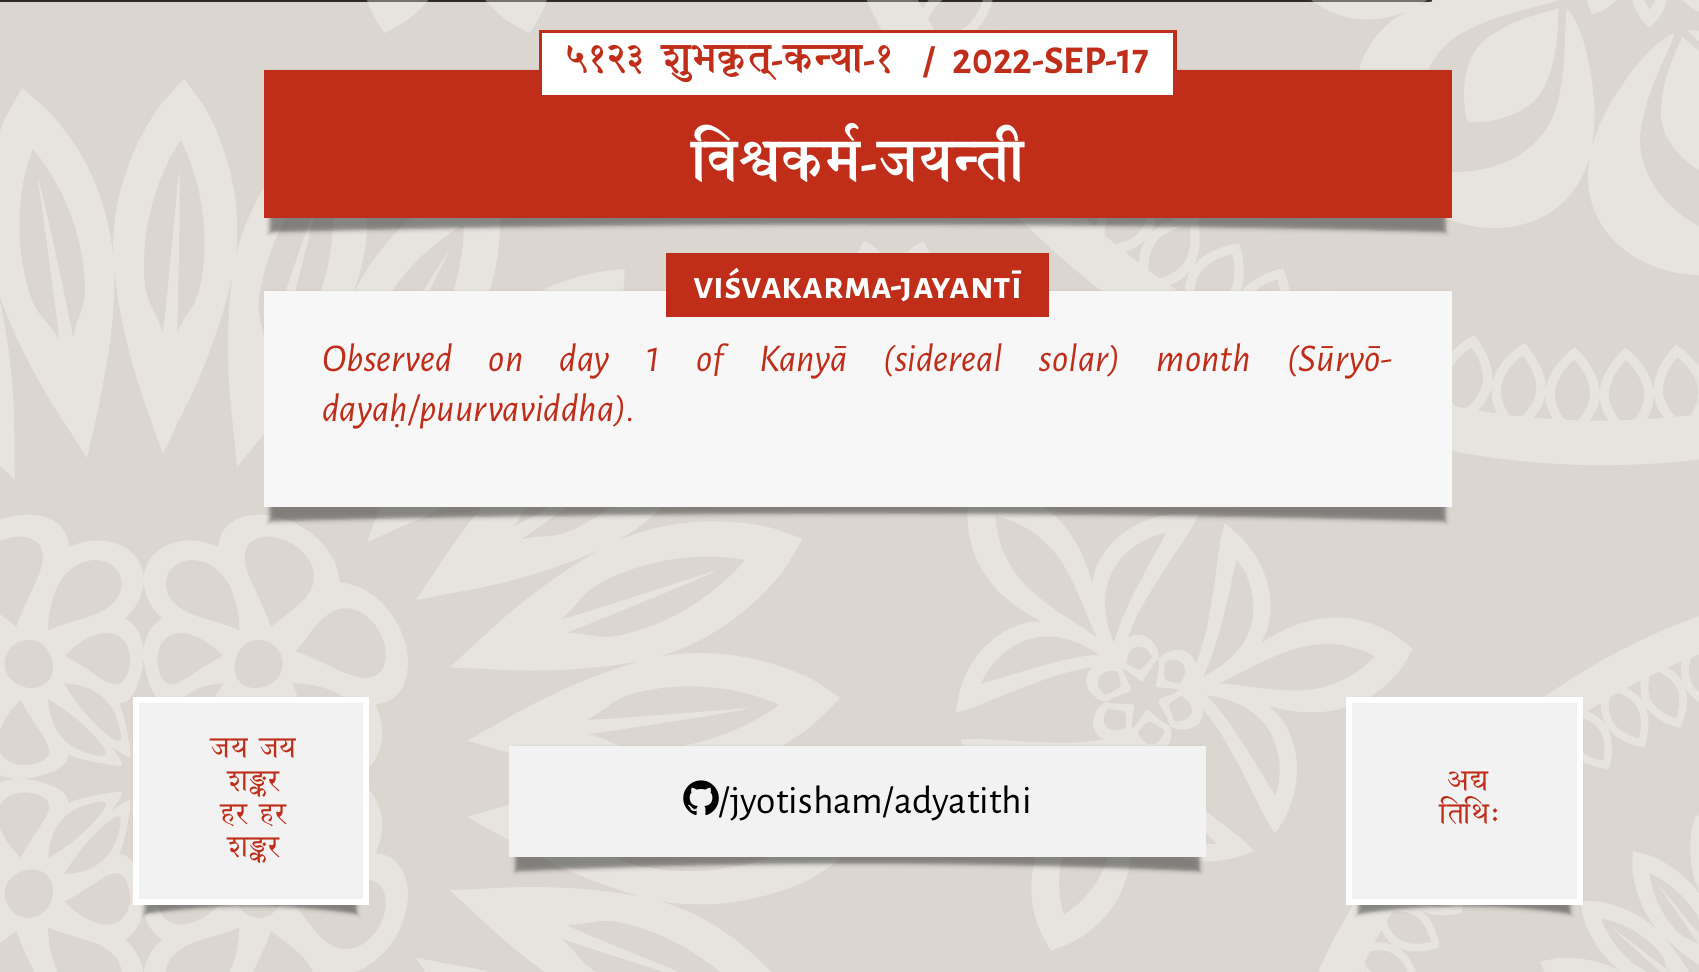 ५१२३ शुभकृत्-कन्या-१ / 2022-SEP-17
विश्वकर्म-जयन्ती
VIŚVAKARMA-JAYANTĪ
Observed on day 1 of Kanyā (sidereal solar) month (Sūryō-
dayaḥ/puurvaviddha).
जय जय
शङ्कर
हर हर
शङ्कर
/jyotisham/adyatithi
अद्य
तिथिः